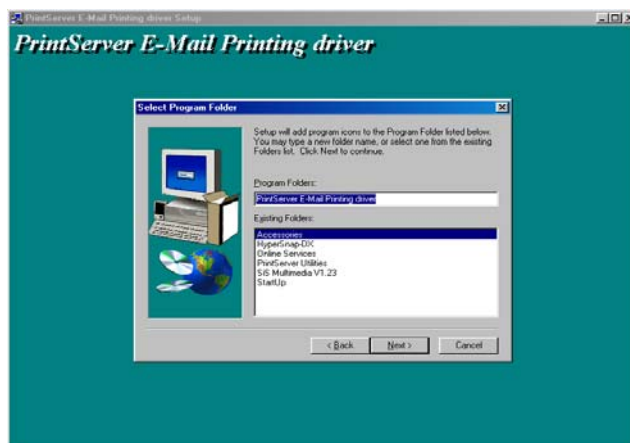 PrintServer E-Mail Printing driver Setup
PrintServer E-Mail Printing driver
Select Program Folder
Setup will add program icons to the Program Folder listed below.
You may type a new folder name, or select one from the existing
Folders list. Click Next to continue.
Program Folders:
PrintServer E-Mail Printing driver
Existing Folders:
Accessories
HyperSnap-DX
Online Services
PrintServer Utilities
SiS Multimedia V1.23
StartUp
< Back
Next >
Cancel